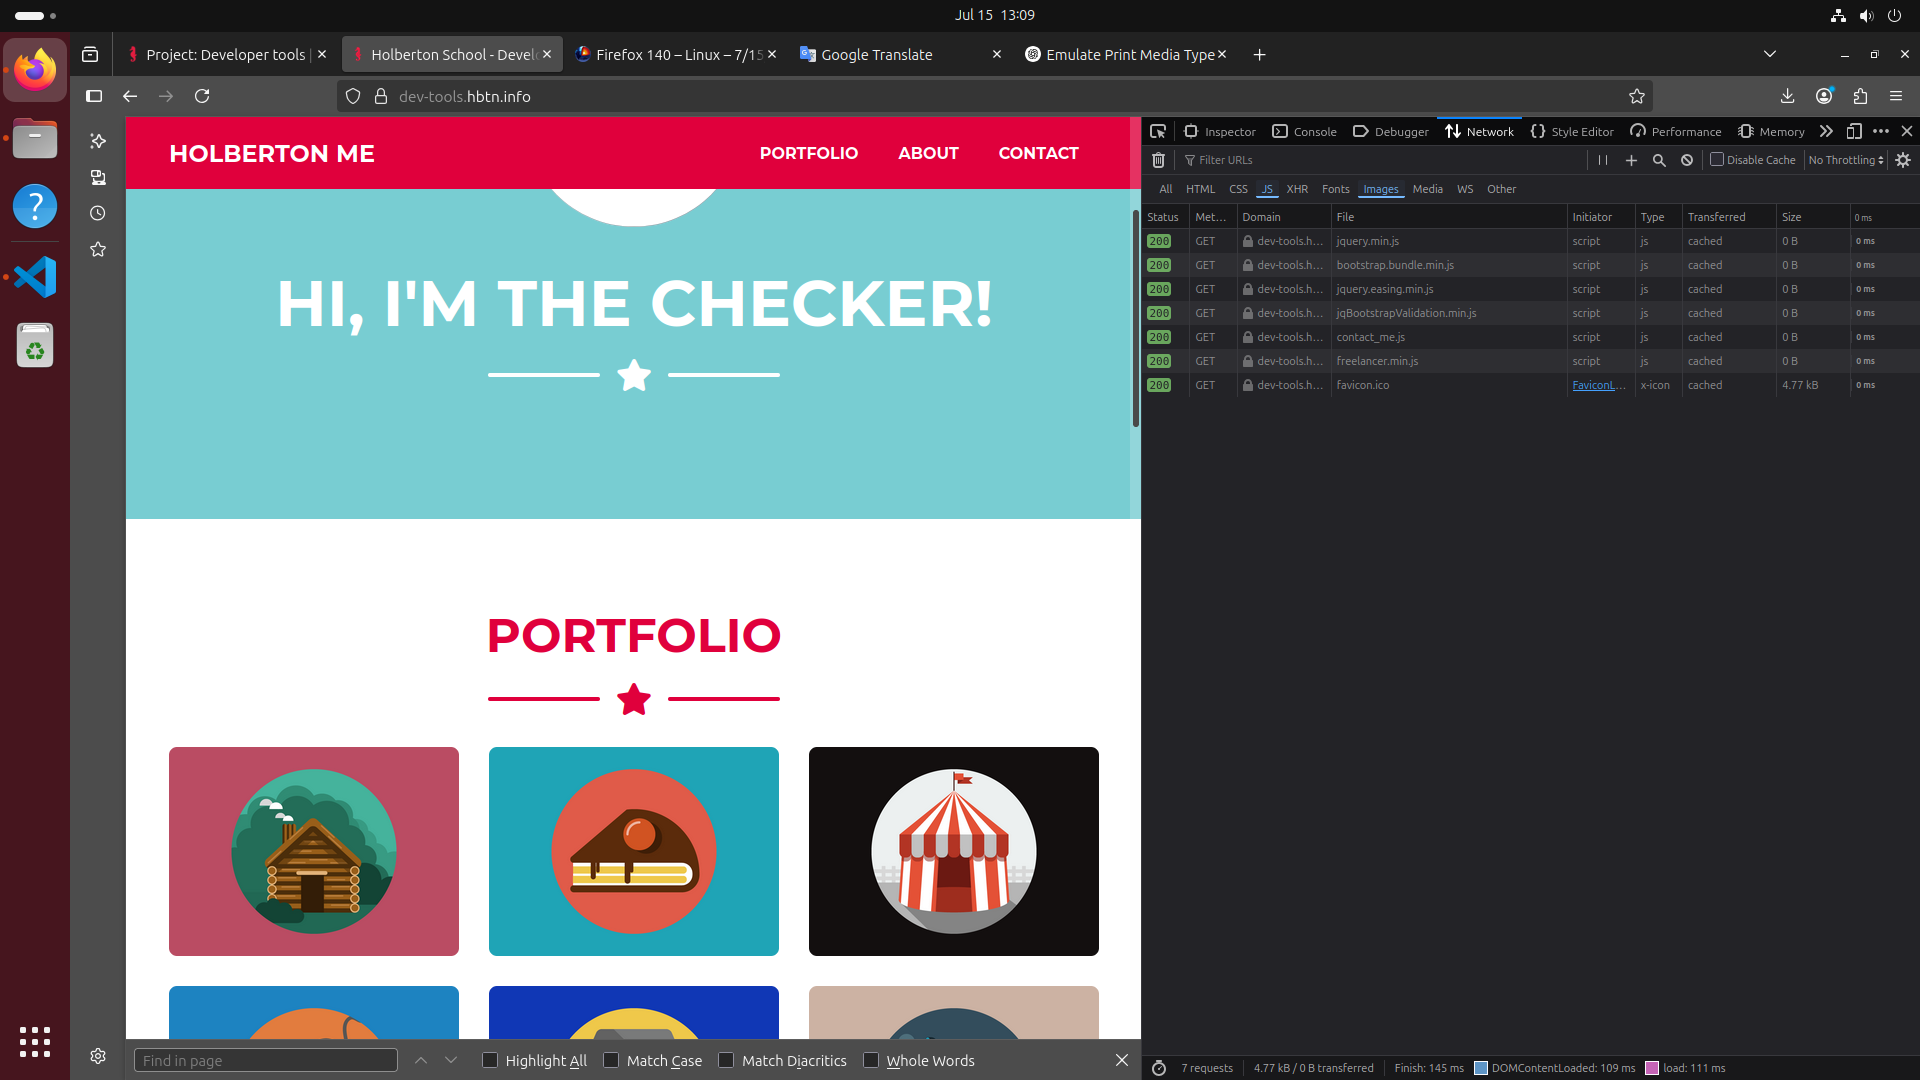 Jul 15  13:09
Project: Developer tools |
Holberton School - Develo
Firefox 140 – Linux – 7/15
Google Translate
Emulate Print Media Type
dev-tools.hbtn.info
HOLBERTON ME
PORTFOLIO
ABOUT
CONTACT
HI, I'M THE CHECKER!
PORTFOLIO
Find in page
Highlight All
Match Case
Match Diacritics
Whole Words
Inspector
Console
Debugger
Network
Style Editor
Performance
Memory
Filter URLs
Disable Cache
No Throttling
All HTML CSS JS XHR Fonts Images Media WS Other
Status Met… Domain File Initiator Type Transferred Size 0 ms
200 GET dev-tools.h… jquery.min.js script js cached 0 B 0 ms
200 GET dev-tools.h… bootstrap.bundle.min.js script js cached 0 B 0 ms
200 GET dev-tools.h… jquery.easing.min.js script js cached 0 B 0 ms
200 GET dev-tools.h… jqBootstrapValidation.min.js script js cached 0 B 0 ms
200 GET dev-tools.h… contact_me.js script js cached 0 B 0 ms
200 GET dev-tools.h… freelancer.min.js script js cached 0 B 0 ms
200 GET dev-tools.h… favicon.ico FaviconL… x-icon cached 4.77 kB 0 ms
7 requests
4.77 kB / 0 B transferred
Finish: 145 ms
DOMContentLoaded: 109 ms
load: 111 ms